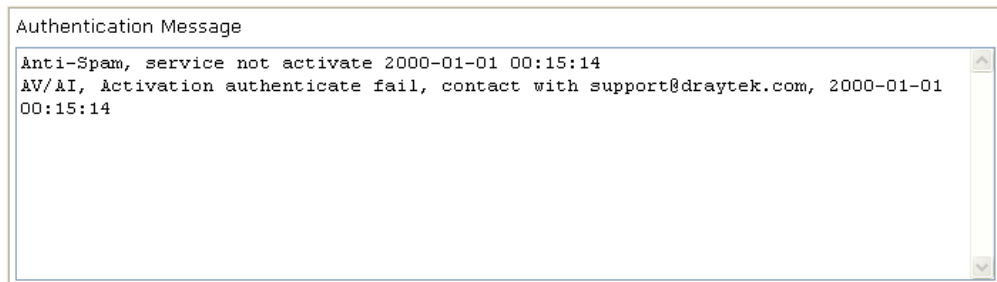 Authentication Message
Anti-Spam, service not activate 2000-01-01 00:15:14
AV/AI, Activation authenticate fail, contact with support@draytek.com, 2000-01-01
00:15:14